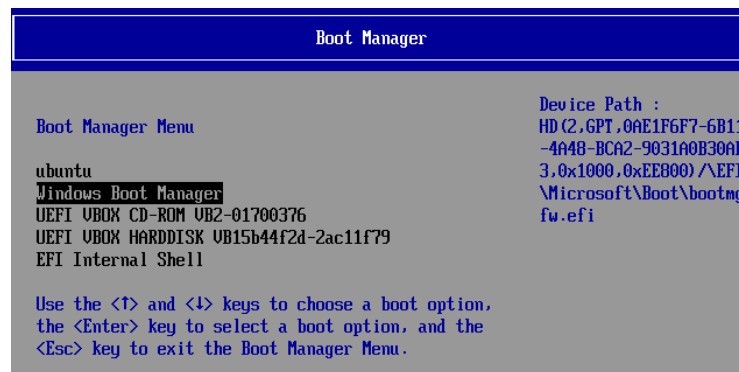 Boot Manager
Boot Manager Menu
ubuntu
Windows Boot Manager
UEFI VBOX CD-ROM VB2-01700376
UEFI VBOX HARDDISK VB15b44f2d-2ac11f79
EFI Internal Shell
Use the <↑> and <↓> keys to choose a boot option,
the <Enter> key to select a boot option, and the
<Esc> key to exit the Boot Manager Menu.
Device Path :
HD(2,GPT,0AE1F6F7-6B11
-4A48-BCA2-9031A0B30A
3,0x1000,0xEE800)/\EFI
\Microsoft\Boot\bootmg
fw.efi